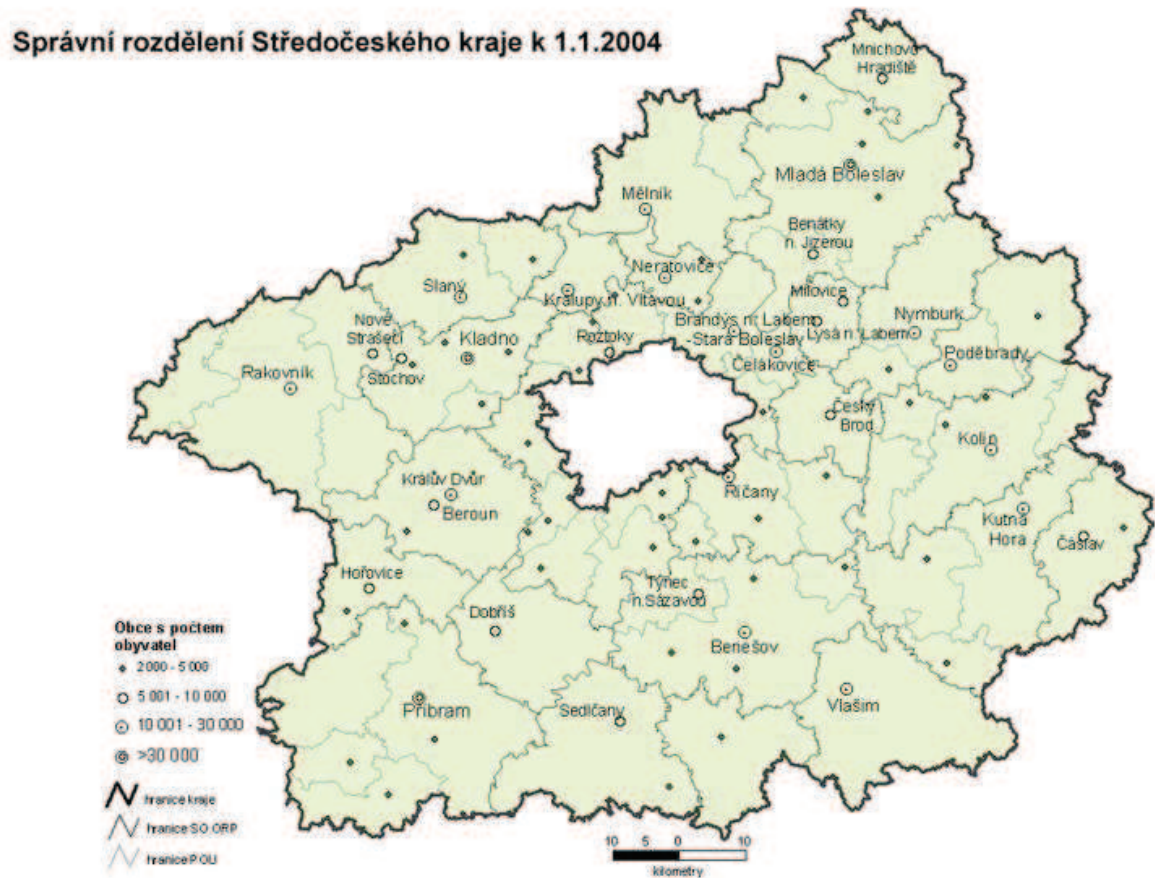 Správní rozdělení Středočeského kraje k 1.1.2004
Mnichovo
Hradiště
Mladá Boleslav
Mělník
Benátky
n. Jizerou
Neratovice
Slaný
Kralupy n. Vltavou
Milovice
Nymburk
Brandýs n. Labem
-Stará Boleslav
Lysá n. Labem
Nové
Strašecí
Kladno
Roztoky
Čelákovice
Poděbrady
Stochov
Rakovník
Český
Brod
Kolín
Králův Dvůr
Beroun
Říčany
Kutná
Hora
Čáslav
Hořovice
Týnec
n.Sázavou
Dobříš
Benešov
Vlašim
Příbram
Sedlčany
Obce s počtem
obyvatel
2 000 - 5 000
5 001 - 10 000
10 001 - 30 000
>30 000
hranice kraje
hranice SO ORP
hranice POU
10 5 0 10
kilometry